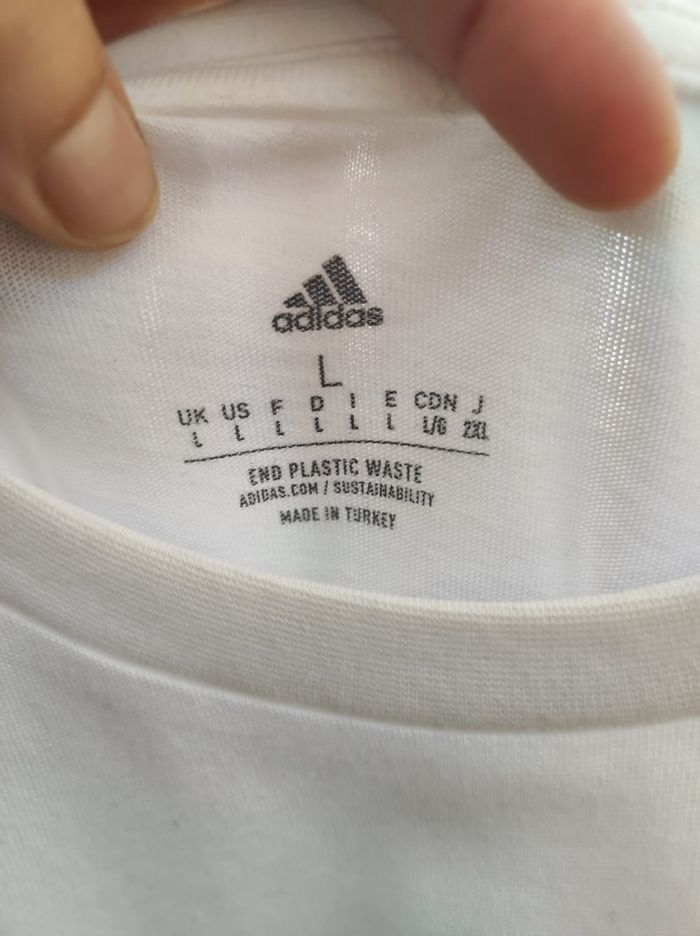 adidas
L
UK US F D I E CDN J
L L L L L L L/G 2XL
END PLASTIC WASTE
ADIDAS.COM / SUSTAINABILITY
MADE IN TURKEY